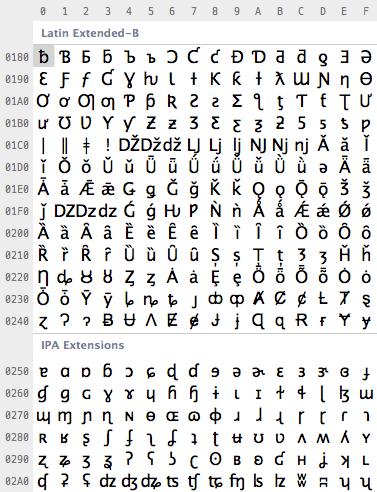 0 1 2 3 4 5 6 7 8 9 A B C D E F
Latin Extended-B
0180 ƀ Ɓ Ƃ ƃ Ƅ ƅ Ɔ Ƈ ƈ Ɖ Ɗ Ƌ ƌ ƍ Ǝ Ə
0190 Ɛ Ƒ ƒ Ɠ Ɣ ƕ Ɩ Ɨ Ƙ ƙ ƚ ƛ Ɯ Ɲ ƞ Ɵ
01A0 Ơ ơ Ƣ ƣ Ƥ ƥ Ʀ Ƨ ƨ Ʃ ƪ ƫ Ƭ ƭ Ʈ Ư
01B0 ư Ʊ Ʋ Ƴ ƴ Ƶ ƶ Ʒ Ƹ ƹ ƺ ƻ Ƽ ƽ ƾ ƿ
01C0 ǀ ǁ ǂ ǃ DŽ Dž dž LJ Lj lj NJ Nj nj Ǎ ǎ Ǐ
01D0 ǐ Ǒ ǒ Ǔ ǔ Ǖ ǖ Ǘ ǘ Ǚ ǚ Ǜ ǜ ǝ Ǟ ǟ
01E0 Ǡ ǡ Ǣ ǣ Ǥ ǥ Ǧ ǧ Ǩ ǩ Ǫ ǫ Ǭ ǭ Ǯ ǯ
01F0 ǰ DZ Dz dz Ǵ ǵ Ƕ Ƿ Ǹ ǹ Ǻ ǻ Ǽ ǽ Ǿ ǿ
0200 Ȁ ȁ Ȃ ȃ Ȅ ȅ Ȇ ȇ Ȉ ȉ Ȋ ȋ Ȍ ȍ Ȏ ȏ
0210 Ȑ ȑ Ȓ ȓ Ȕ ȕ Ȗ ȗ Ș ș Ț ț Ȝ ȝ Ȟ ȟ
0220 Ƞ ȡ Ȣ ȣ Ȥ ȥ Ȧ ȧ Ȩ ȩ Ȫ ȫ Ȭ ȭ Ȯ ȯ
0230 Ȱ ȱ Ȳ ȳ ȴ ȵ ȶ ȷ ȸ ȹ Ⱥ Ȼ ȼ Ƚ Ⱦ ȿ
0240 ɀ Ɂ ɂ Ƀ Ʉ Ʌ Ɇ ɇ Ɉ ɉ Ɋ ɋ Ɍ ɍ Ɏ ɏ
IPA Extensions
0250 ɐ ɑ ɒ ɓ ɔ ɕ ɖ ɗ ɘ ə ɚ ɛ ɜ ɝ ɞ ɟ
0260 ɠ ɡ ɢ ɣ ɤ ɥ ɦ ɧ ɨ ɩ ɪ ɫ ɬ ɭ ɮ ɯ
0270 ɰ ɱ ɲ ɳ ɴ ɵ ɶ ɷ ɸ ɹ ɺ ɻ ɼ ɽ ɾ ɿ
0280 ʀ ʁ ʂ ʃ ʄ ʅ ʆ ʇ ʈ ʉ ʊ ʋ ʌ ʍ ʎ ʏ
0290 ʐ ʑ ʒ ʓ ʔ ʕ ʖ ʗ ʘ ʙ ʚ ʛ ʜ ʝ ʞ ʟ
02A0 ʠ ʡ ʢ ʣ ʤ ʥ ʦ ʧ ʨ ʩ ʪ ʫ ʬ ʭ ʮ ʯ